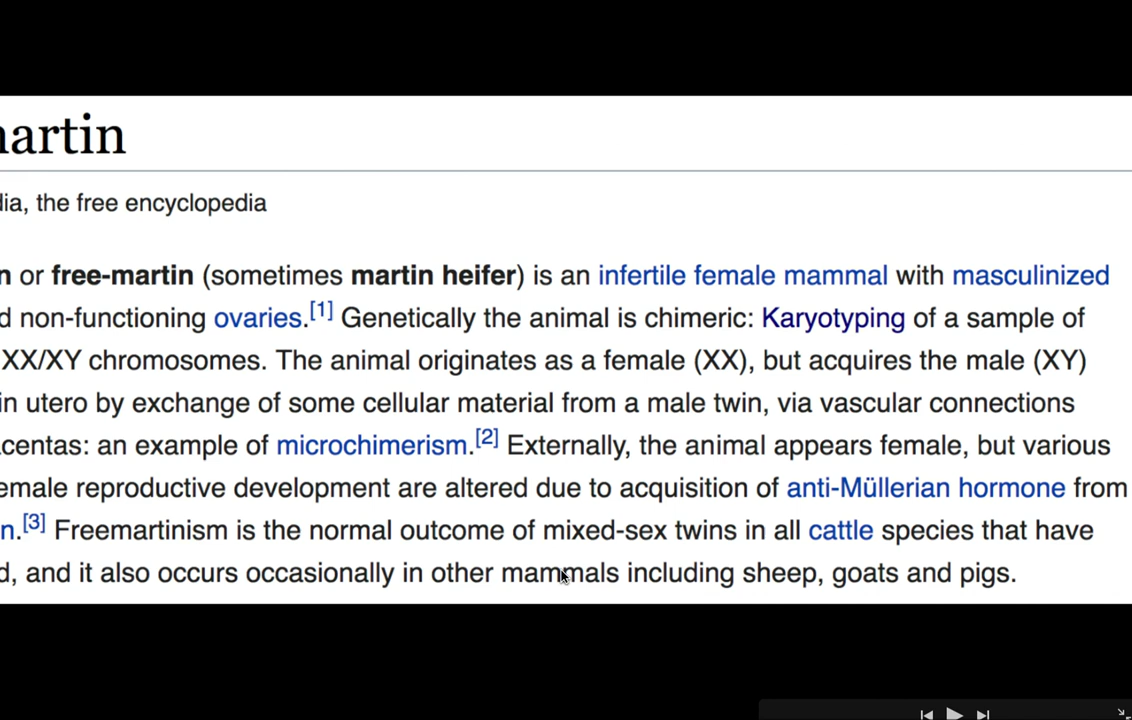 martin
dia, the free encyclopedia
n or free-martin (sometimes martin heifer) is an infertile female mammal with masculinized
d non-functioning ovaries.[1] Genetically the animal is chimeric: Karyotyping of a sample of
XX/XY chromosomes. The animal originates as a female (XX), but acquires the male (XY)
in utero by exchange of some cellular material from a male twin, via vascular connections
centas: an example of microchimerism.[2] Externally, the animal appears female, but various
emale reproductive development are altered due to acquisition of anti-Müllerian hormone from
n.[3] Freemartinism is the normal outcome of mixed-sex twins in all cattle species that have
d, and it also occurs occasionally in other mammals including sheep, goats and pigs.